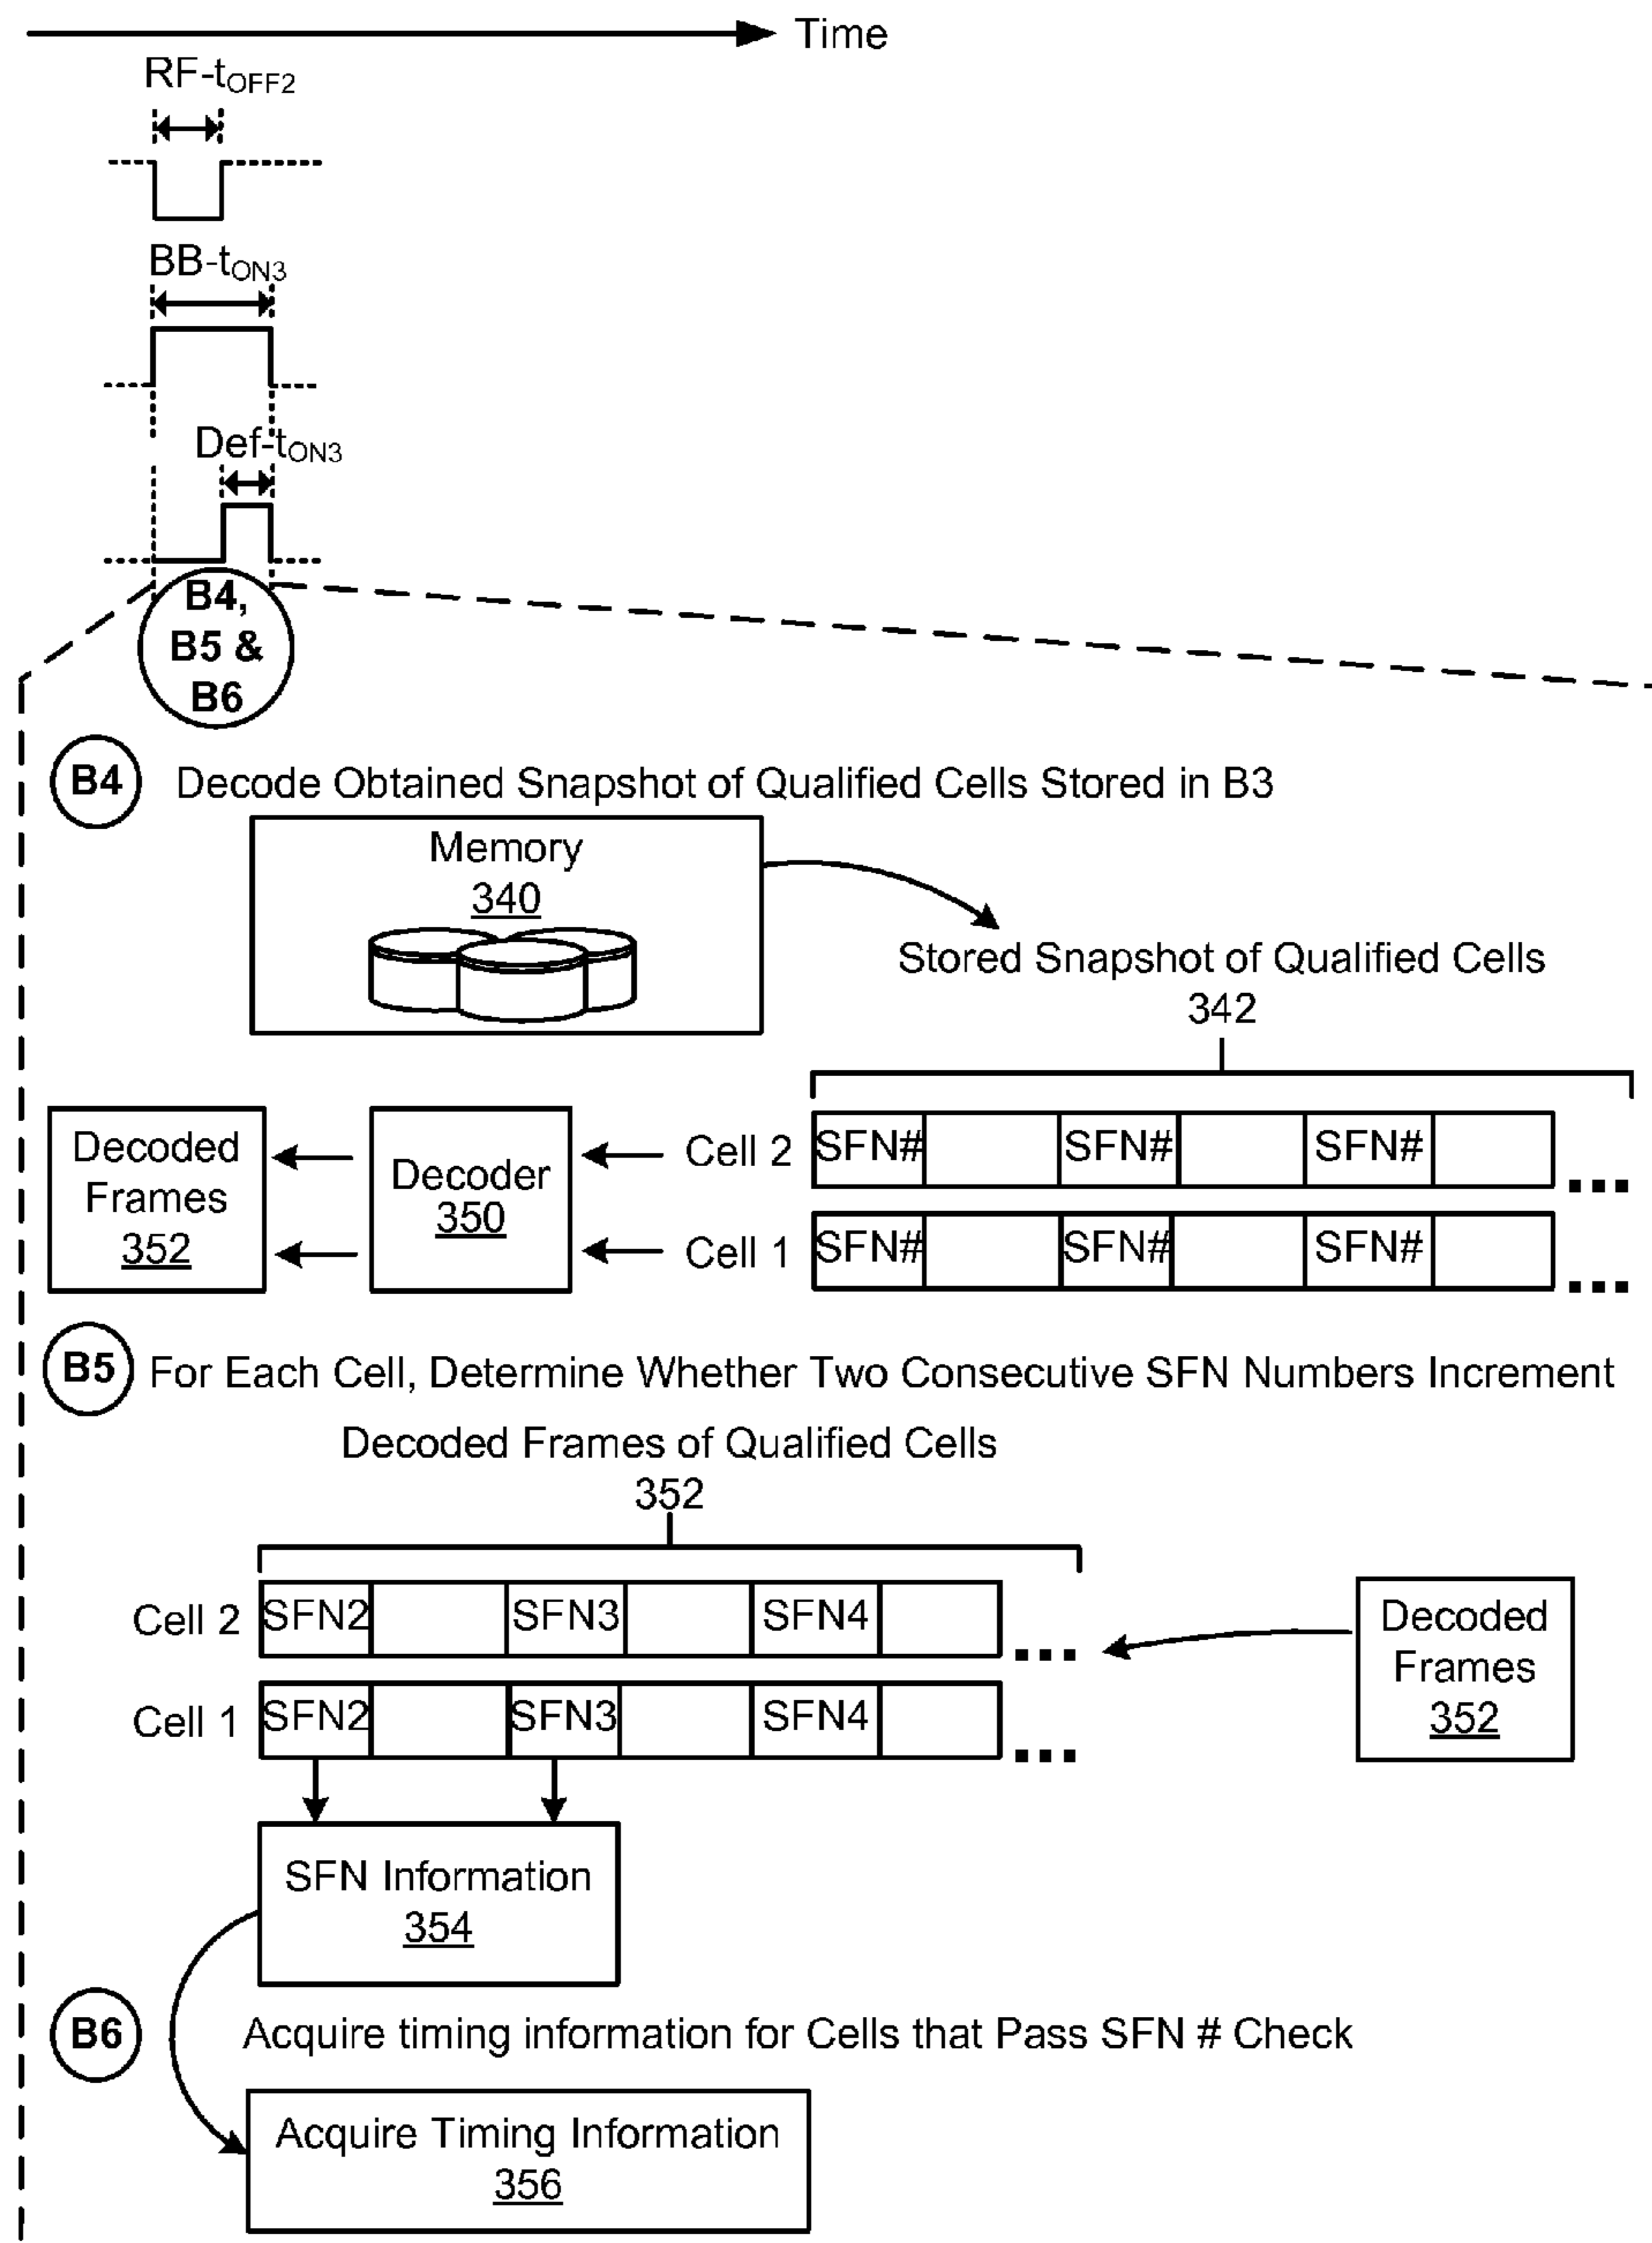 Time
RF-tOFF2
BB-tON3
Def-tON3
B4,
B5 &
B6
B4 Decode Obtained Snapshot of Qualified Cells Stored in B3
Memory
340
Stored Snapshot of Qualified Cells
342
Decoded
Frames
352
Decoder
350
Cell 2 SFN# SFN# SFN# ...
Cell 1 SFN# SFN# SFN# ...
B5 For Each Cell, Determine Whether Two Consecutive SFN Numbers Increment
Decoded Frames of Qualified Cells
352
Cell 2 SFN2 SFN3 SFN4 ...
Cell 1 SFN2 SFN3 SFN4 ...
Decoded
Frames
352
SFN Information
354
B6 Acquire timing information for Cells that Pass SFN # Check
Acquire Timing Information
356